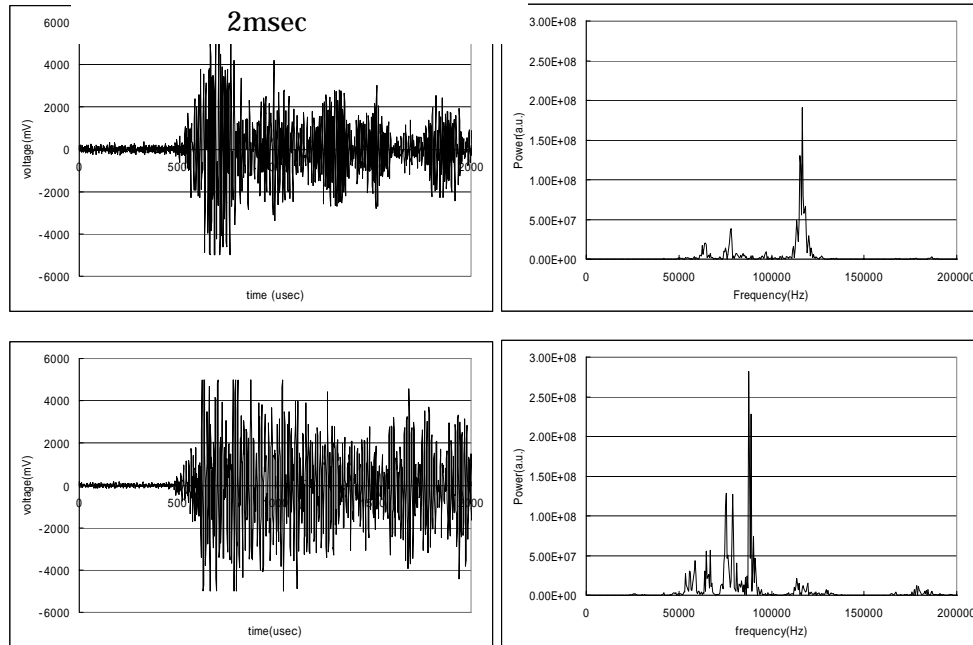 2msec
6000
4000
2000
0
-2000
-4000
-6000
voltage(mV)
0 500 2000
time (usec)
3.00E+08
2.50E+08
2.00E+08
1.50E+08
1.00E+08
5.00E+07
0.00E+00
Power(a.u.)
0 50000 100000 150000 200000
Frequency(Hz)
6000
4000
2000
0
-2000
-4000
-6000
voltage(mV)
0 500
time(usec)
3.00E+08
2.50E+08
2.00E+08
1.50E+08
1.00E+08
5.00E+07
0.00E+00
Power(a.u.)
0 50000 100000 150000 200000
frequency(Hz)